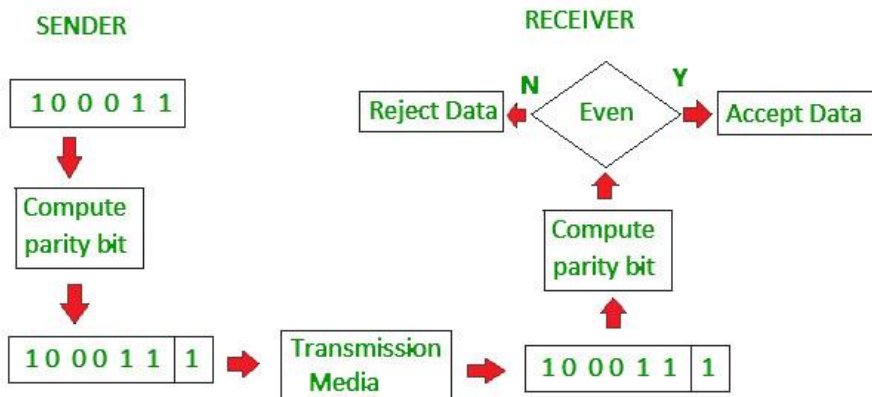 SENDER
1 0 0 0 1 1
Compute
parity bit
1 0 0 0 1 1 1
Transmission
Media
RECEIVER
N
Y
Reject Data
Even
Accept Data
Compute
parity bit
1 0 0 0 1 1 1